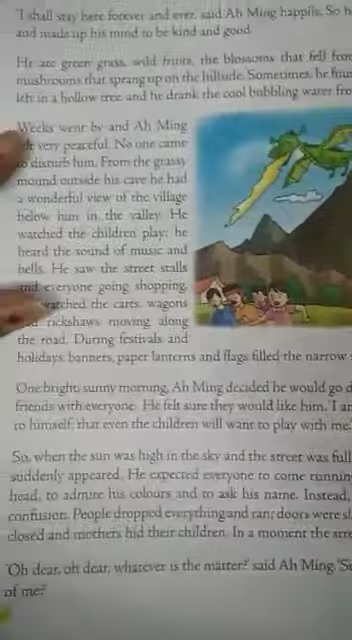 'I shall stay here forever and ever, said Ah Ming happily. So h
and made up his mind to be kind and good.
He ate green grass, wild fruits, the blossoms that fell from
mushrooms that sprang up on the hillside. Sometimes, he foun
left in a hollow tree and he drank the cool bubbling water fro
Weeks went by and Ah Ming
felt very peaceful. No one came
to disturb him. From the grassy
mound outside his cave he had
a wonderful view of the village
below him in the valley. He
watched the children play; he
heard the sound of music and
bells. He saw the street stalls
and everyone going shopping.
watched the carts, wagons
rickshaws moving along
the road. During festivals and
holidays, banners, paper lanterns and flags filled the narrow s
One bright, sunny morning, Ah Ming decided he would go d
friends with everyone. He felt sure they would like him. 'I am
to himself, 'that even the children will want to play with me.'
So, when the sun was high in the sky and the street was full
suddenly appeared. He expected everyone to come runnin
head, to admire his colours and to ask his name. Instead,
confusion. People dropped everything and ran; doors were sl
closed and mothers hid their children. In a moment the stre
'Oh dear, oh dear, whatever is the matter?' said Ah Ming. 'Su
of me?'